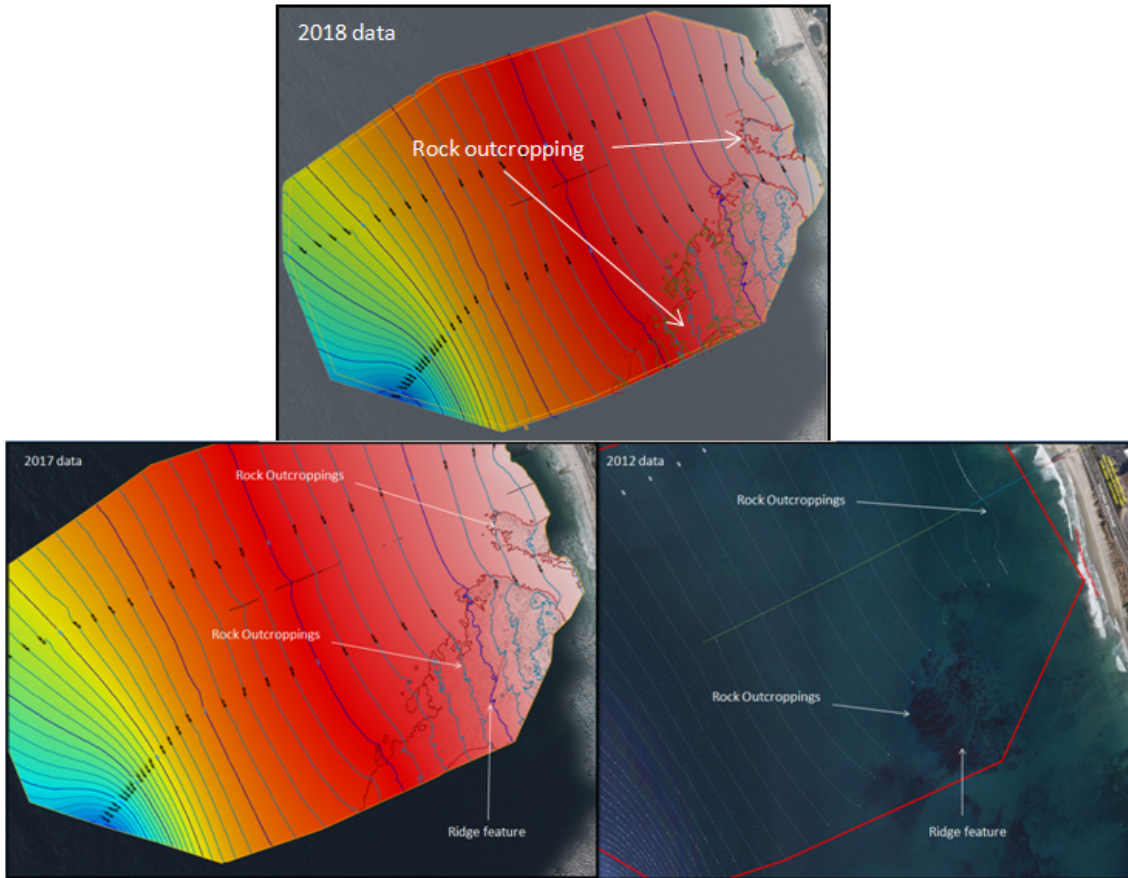 2018 data
Rock outcropping
2017 data
Rock Outcroppings
Rock Outcroppings
Ridge feature
2012 data
Rock Outcroppings
Rock Outcroppings
Ridge feature